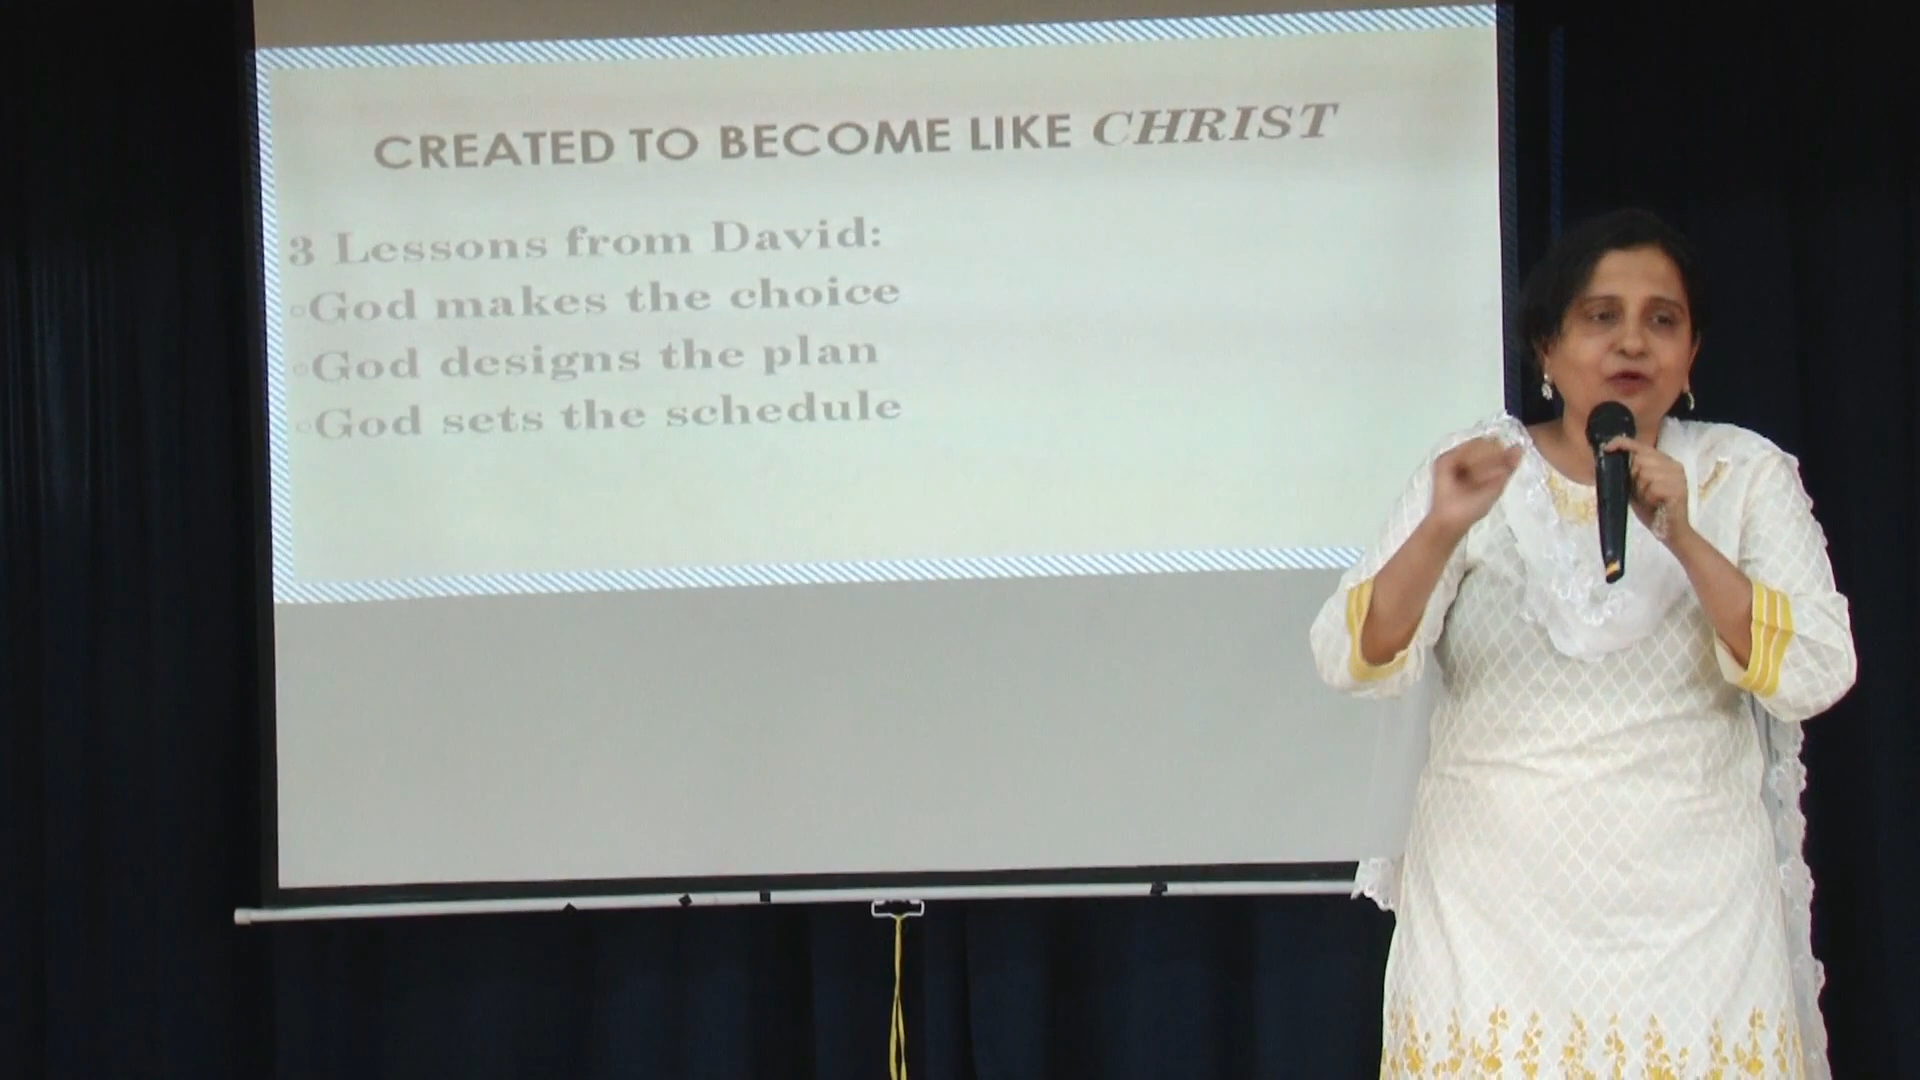 CREATED TO BECOME LIKE CHRIST
3 Lessons from David:
◦God makes the choice
◦God designs the plan
◦God sets the schedule